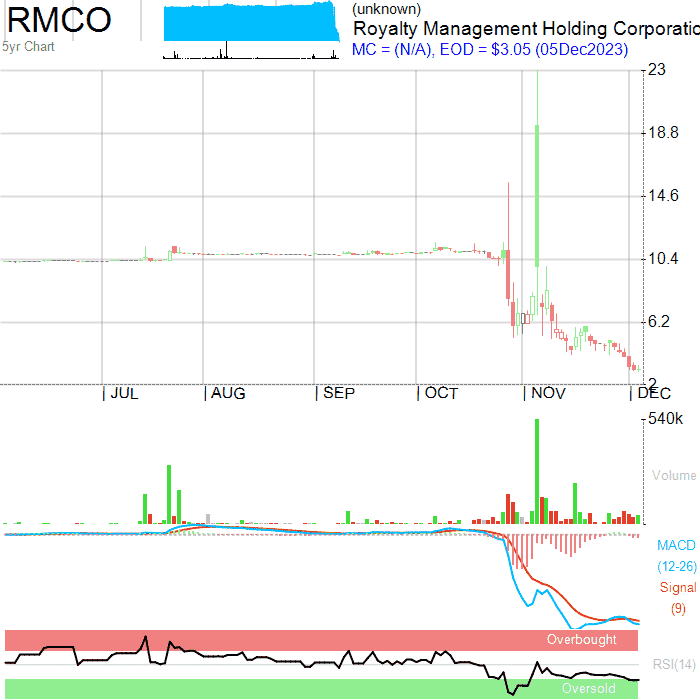 RMCO
5yr Chart
(unknown)
Royalty Management Holding Corporatio
MC = (N/A), EOD = $3.05 (05Dec2023)
23
18.8
14.6
10.4
6.2
2
| JUL | AUG | SEP | OCT | NOV | DEC
540k
Volume
MACD
(12-26)
Signal
(9)
Overbought
RSI(14)
Oversold